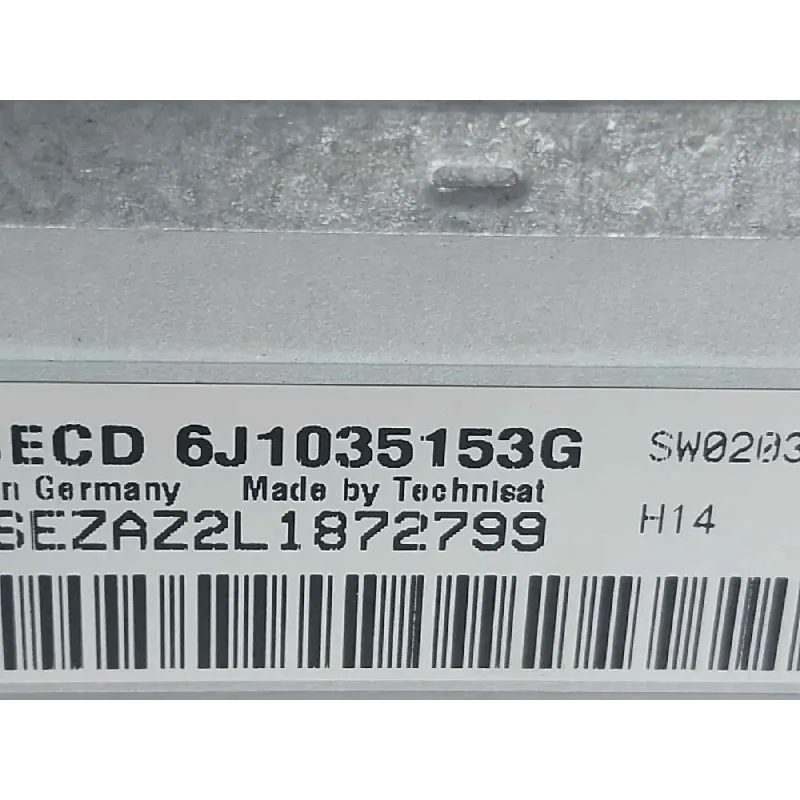 ECD 6J1035153G SW0203
n Germany Made by Technisat
SEZAZ2L1872799 H14